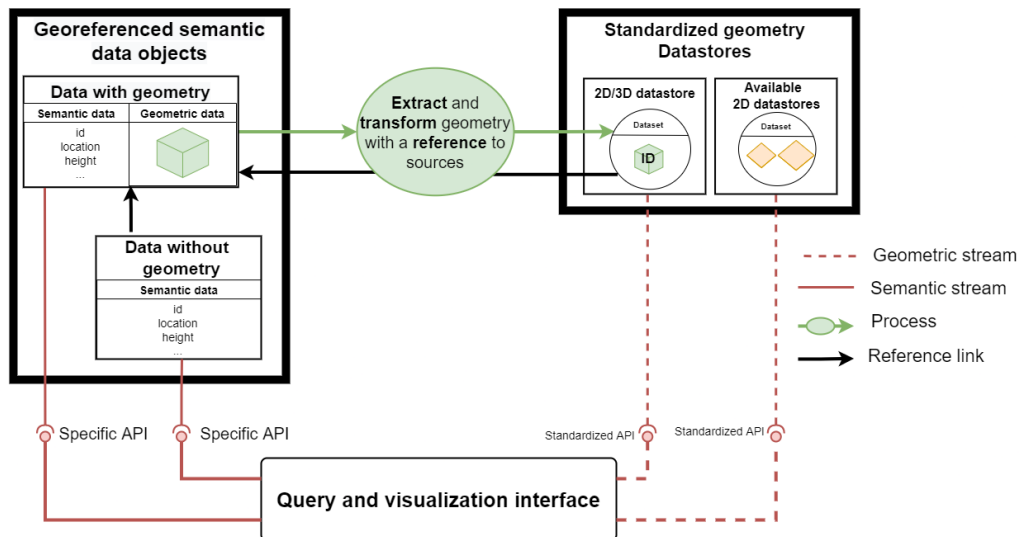 Georeferenced semantic
data objects
Data with geometry
Semantic data
Geometric data
id
location
height
...
Data without
geometry
Semantic data
id
location
height
...
Extract and
transform geometry
with a reference to
sources
Standardized geometry
Datastores
2D/3D datastore
Dataset
ID
Available
2D datastores
Dataset
Geometric stream
Semantic stream
Process
Reference link
Specific API
Specific API
Standardized API
Standardized API
Query and visualization interface